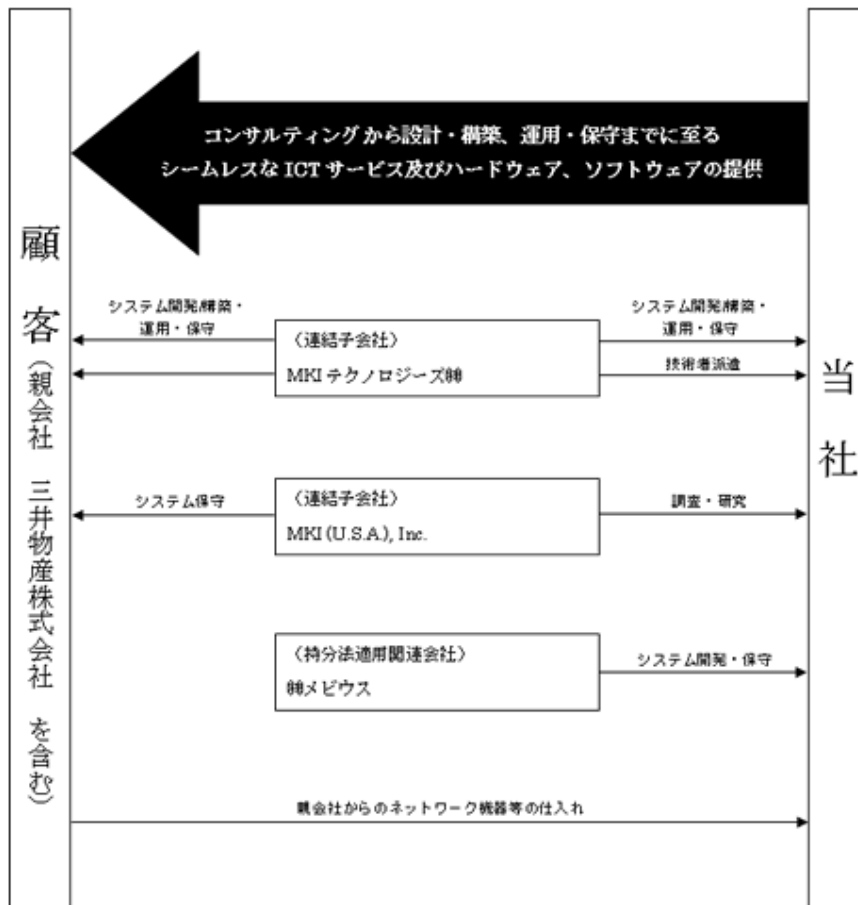 コンサルティングから設計・構築、運用・保守までに至る
シームレスな ICT サービス及びハードウェア、ソフトウェアの提供
顧客(親会社 三井物産株式会社 を含む)
当社
システム開発/構築・
運用・保守
〈連結子会社〉
MKI テクノロジーズ㈱
システム開発/構築・
運用・保守
技術者派遣
システム保守
〈連結子会社〉
MKI (U.S.A.), Inc.
調査・研究
〈持分法適用関連会社〉
㈱メビウス
システム開発・保守
親会社からのネットワーク機器等の仕入れ